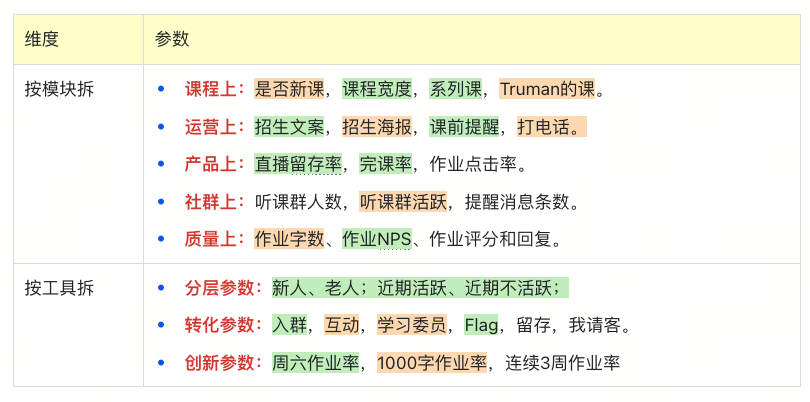 维度 参数
按模块拆
课程上：是否新课，课程宽度，系列课，Truman的课。
运营上：招生文案，招生海报，课前提醒，打电话。
产品上：直播留存率，完课率，作业点击率。
社群上：听课群人数，听课群活跃，提醒消息条数。
质量上：作业字数、作业NPS、作业评分和回复。
按工具拆
分层参数：新人、老人；近期活跃、近期不活跃；
转化参数：入群，互动，学习委员，Flag，留存，我请客。
创新参数：周六作业率，1000字作业率，连续3周作业率